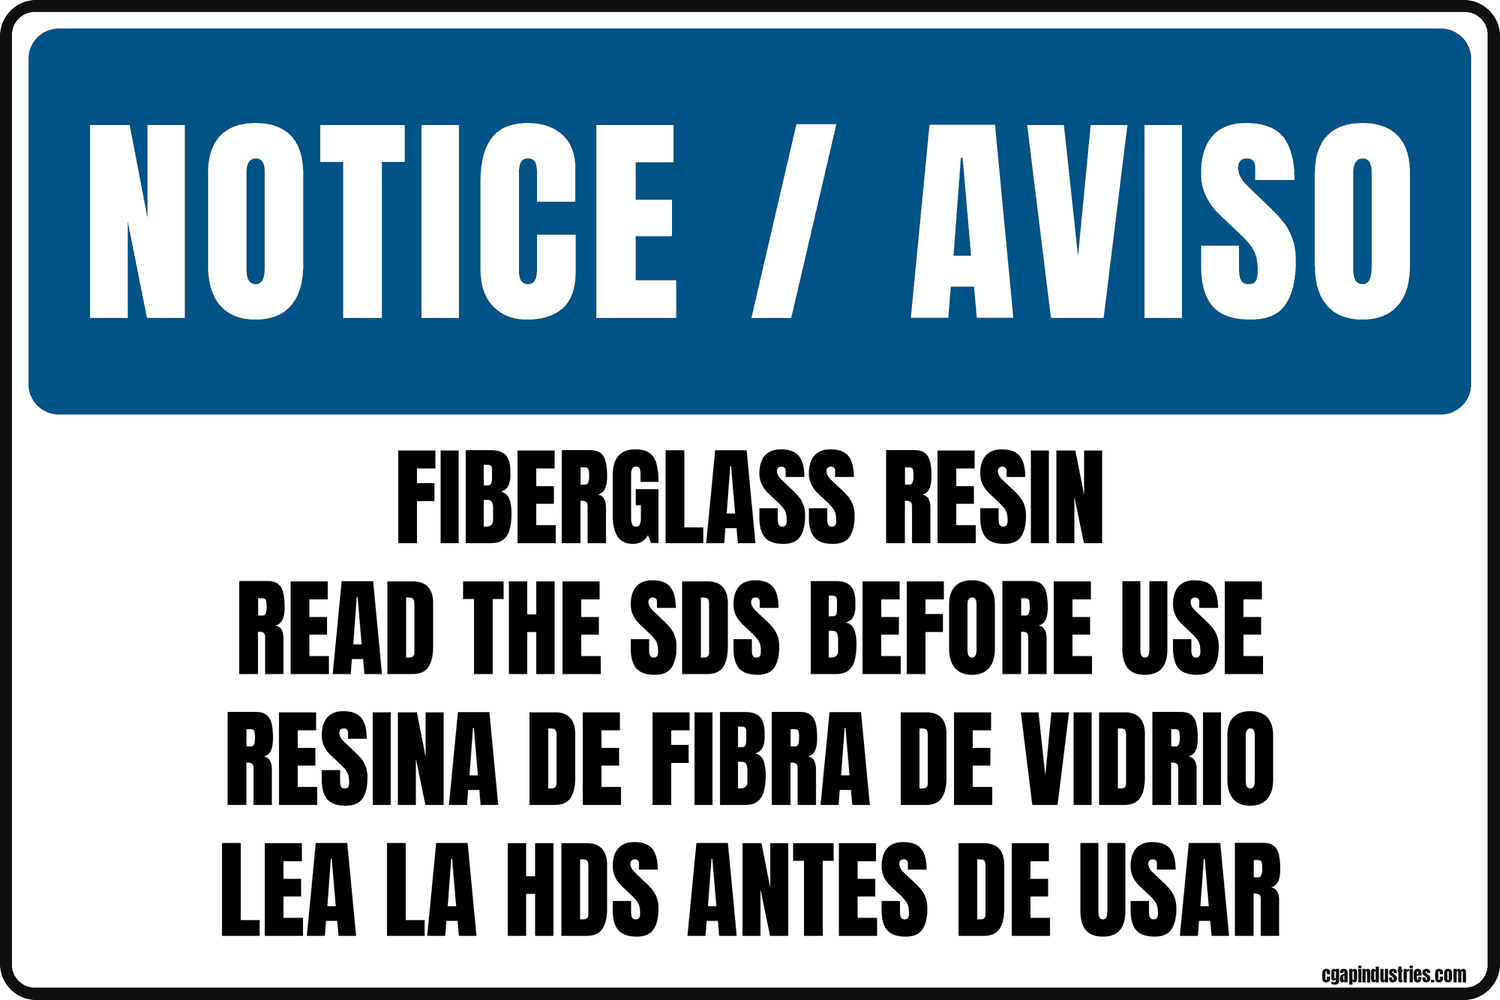 NOTICE / AVISO
FIBERGLASS RESIN
READ THE SDS BEFORE USE
RESINA DE FIBRA DE VIDRIO
LEA LA HDS ANTES DE USAR
cgapindustries.com